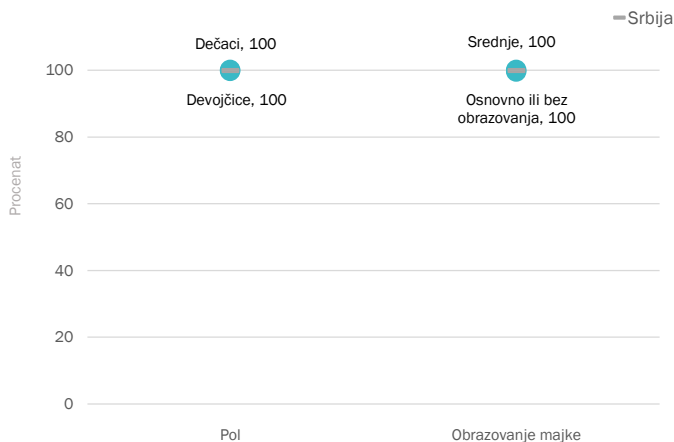 Srbija
Dečaci, 100
Srednje, 100
100
Devojčice, 100
Osnovno ili bez
obrazovanja, 100
80
Procenat
60
40
20
0
Pol
Obrazovanje majke